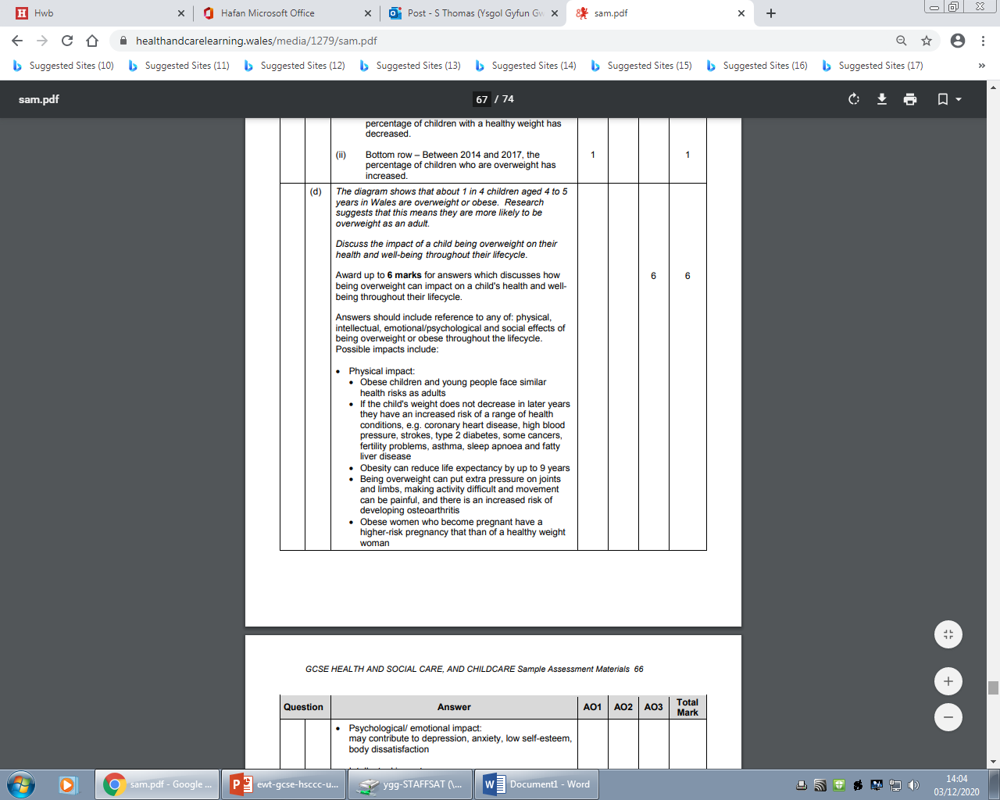 Hwb
Hafan Microsoft Office
Post - S Thomas (Ysgol Gyfun Gw
sam.pdf
healthandcarelearning.wales/media/1279/sam.pdf
Suggested Sites (10)
Suggested Sites (11)
Suggested Sites (12)
Suggested Sites (13)
Suggested Sites (14)
Suggested Sites (15)
Suggested Sites (16)
Suggested Sites (17)
»
sam.pdf
67 / 74
percentage of children with a healthy weight has
decreased.
(ii) Bottom row – Between 2014 and 2017, the 1 1
percentage of children who are overweight has
increased.
(d) The diagram shows that about 1 in 4 children aged 4 to 5
years in Wales are overweight or obese. Research
suggests that this means they are more likely to be
overweight as an adult.
Discuss the impact of a child being overweight on their
health and well-being throughout their lifecycle.
Award up to 6 marks for answers which discusses how 6 6
being overweight can impact on a child's health and well-
being throughout their lifecycle.
Answers should include reference to any of: physical,
intellectual, emotional/psychological and social effects of
being overweight or obese throughout the lifecycle.
Possible impacts include:
• Physical impact:
• Obese children and young people face similar
health risks as adults
• If the child's weight does not decrease in later years
they have an increased risk of a range of health
conditions, e.g. coronary heart disease, high blood
pressure, strokes, type 2 diabetes, some cancers,
fertility problems, asthma, sleep apnoea and fatty
liver disease
• Obesity can reduce life expectancy by up to 9 years
• Being overweight can put extra pressure on joints
and limbs, making activity difficult and movement
can be painful, and there is an increased risk of
developing osteoarthritis
• Obese women who become pregnant have a
higher-risk pregnancy that than of a healthy weight
woman
GCSE HEALTH AND SOCIAL CARE, AND CHILDCARE Sample Assessment Materials 66
Question Answer AO1 AO2 AO3 Total
Mark
• Psychological/ emotional impact:
may contribute to depression, anxiety, low self-esteem,
body dissatisfaction
sam.pdf - Google ...
ewt-gcse-hsccc-u...
ygg-STAFFSAT (\\...
Document1 - Word
14:04
03/12/2020